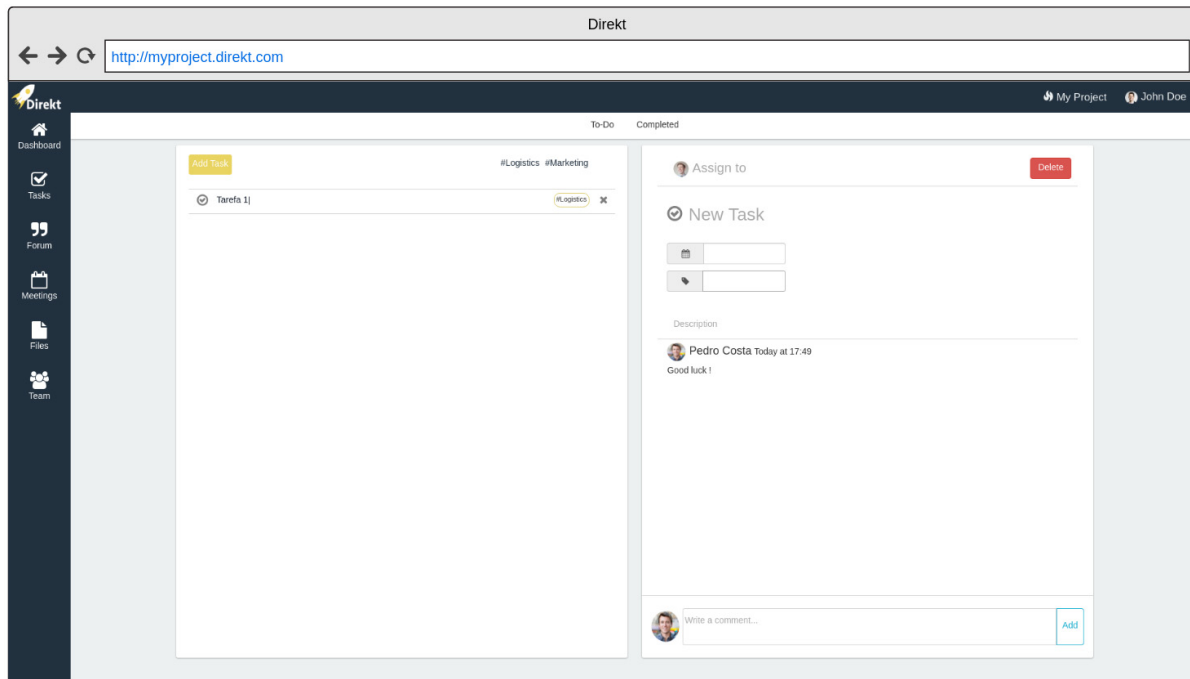 Direkt
http://myproject.direkt.com
Direkt
My Project
John Doe
Dashboard
Tasks
Forum
Meetings
Files
Team
To-Do
Completed
Add Task
#Logistics #Marketing
Tarefa 1|
#Logistics
Assign to
Delete
New Task
Description
Pedro Costa Today at 17:49
Good luck !
Write a comment...
Add